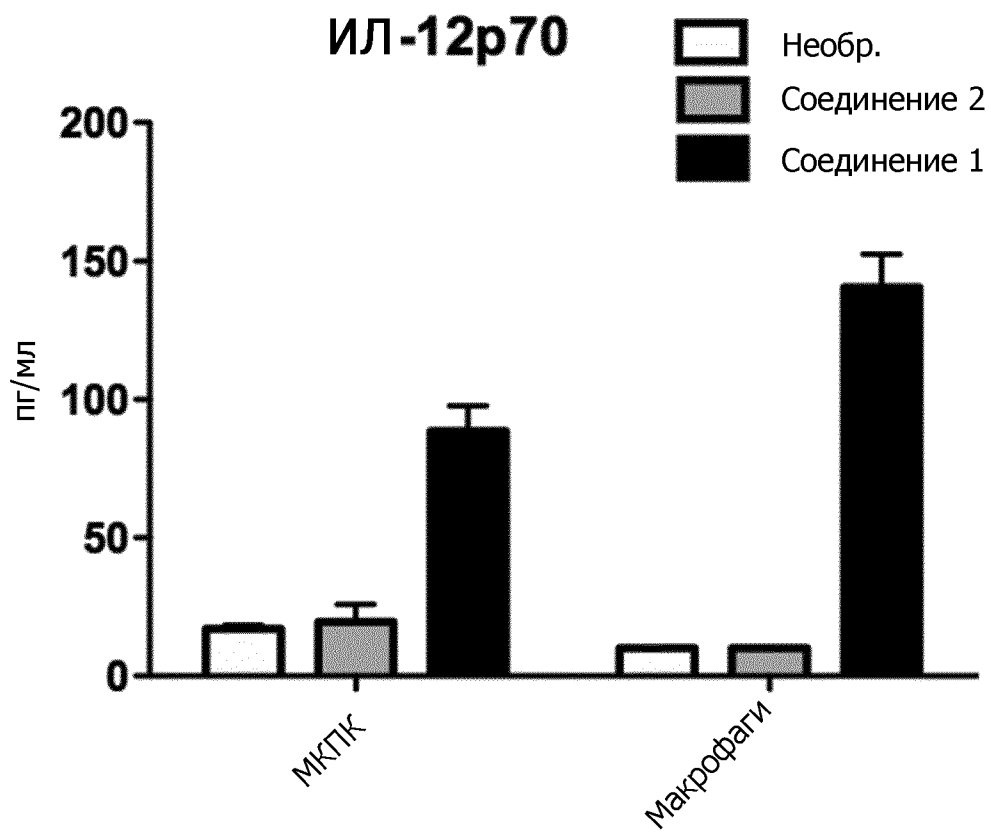 ИЛ-12p70
Необр.
Соединение 2
Соединение 1
200
150
100
50
0
пг/мл
МКПК
Макрофаги